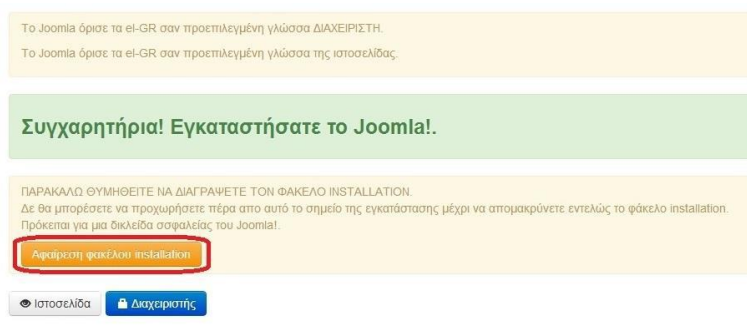 Το Joomla όρισε τα el-GR σαν προεπιλεγμένη γλώσσα ΔΙΑΧΕΙΡΙΣΤΗ.
Το Joomla όρισε τα el-GR σαν προεπιλεγμένη γλώσσα της ιστοσελίδας.
Συγχαρητήρια! Εγκαταστήσατε το Joomla!.
ΠΑΡΑΚΑΛΩ ΘΥΜΗΘΕΙΤΕ ΝΑ ΔΙΑΓΡΑΨΕΤΕ ΤΟΝ ΦΑΚΕΛΟ INSTALLATION.
Δε θα μπορέσετε να προχωρήσετε πέρα απο αυτό το σημείο της εγκατάστασης μέχρι να απομακρύνετε εντελώς το φάκελο installation.
Πρόκειται για μια δικλείδα σσφαλείας του Joomla!.
Αφαίρεση φακέλου installation
Ιστοσελίδα
Διαχειριστής